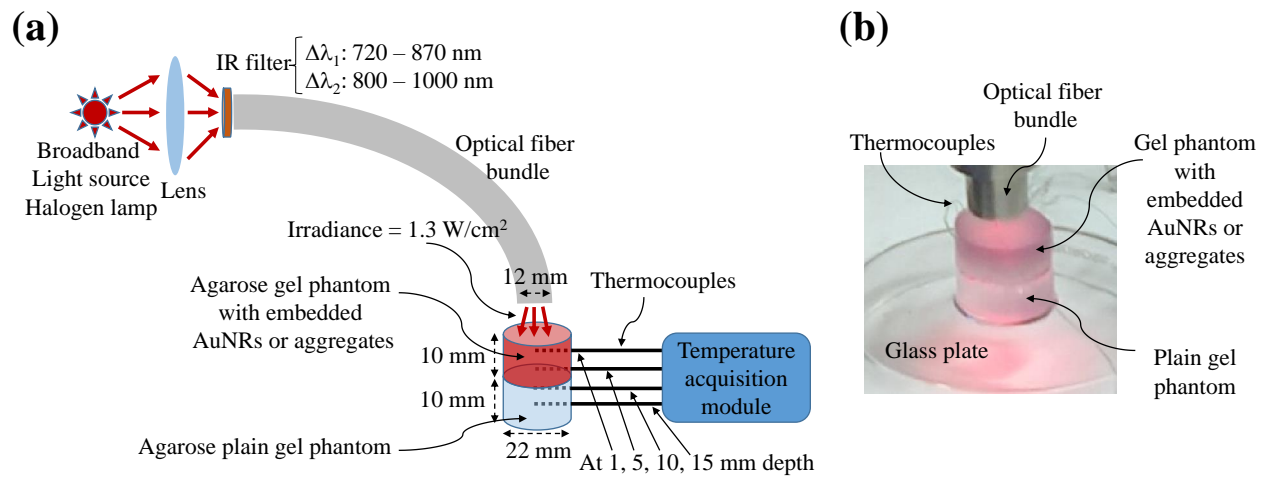 (a)
IR filter
Δλ1: 720 – 870 nm
Δλ2: 800 – 1000 nm
Broadband
Light source
Halogen lamp
Lens
Optical fiber
bundle
Irradiance = 1.3 W/cm²
12 mm
Thermocouples
Agarose gel phantom
with embedded
AuNRs or aggregates
10 mm
10 mm
Temperature
acquisition
module
Agarose plain gel phantom
22 mm
At 1, 5, 10, 15 mm depth
(b)
Optical fiber
bundle
Thermocouples
Gel phantom
with
embedded
AuNRs or
aggregates
Glass plate
Plain gel
phantom